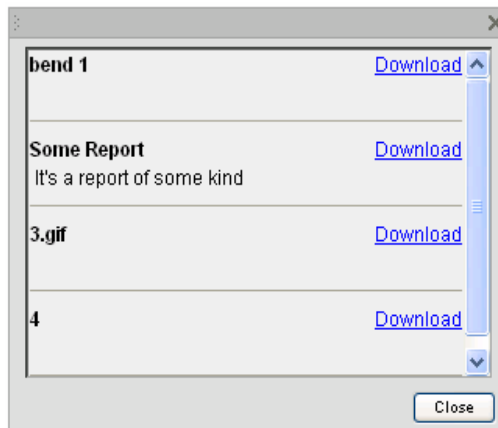 bend 1 Download
Some Report Download
It's a report of some kind
3.gif Download
4 Download
Close